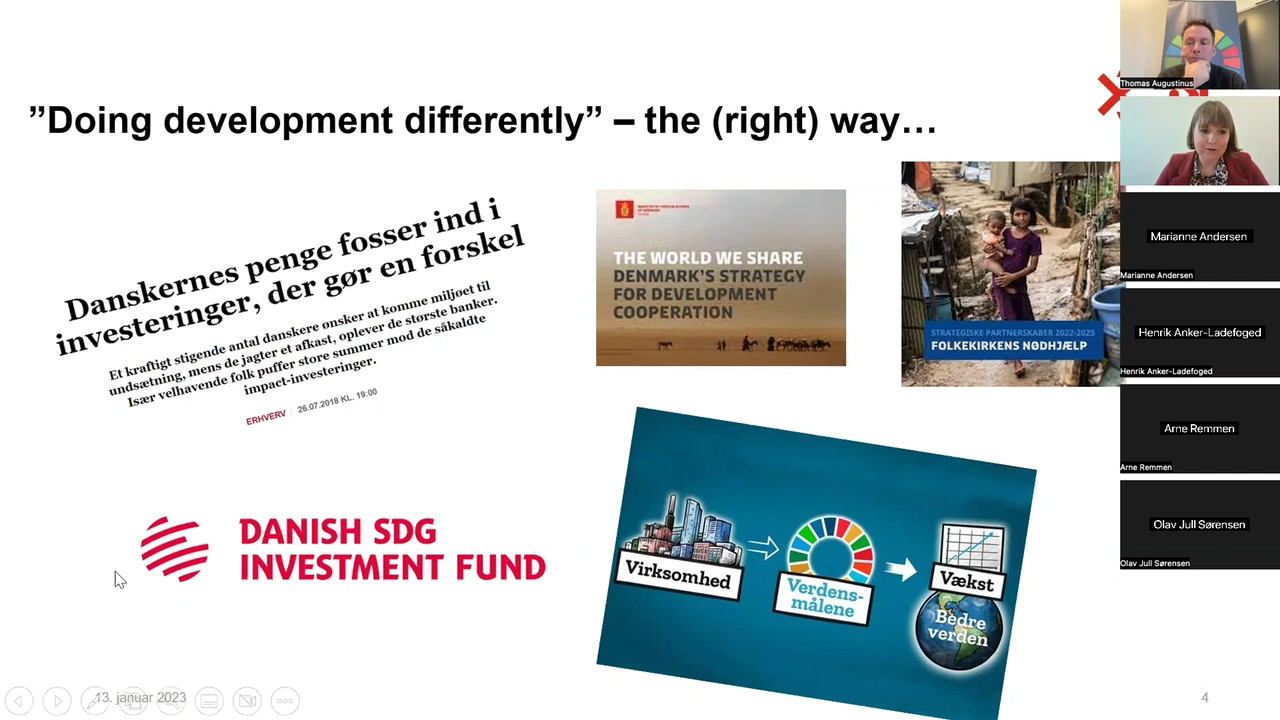 ”Doing development differently” – the (right) way…
Danskernes penge fosser ind i
investeringer, der gør en forskel
Et kraftigt stigende antal danskere ønsker at komme miljøet til
undsætning, mens de jagter et afkast, oplever de største banker.
Især velhavende folk puffer store summer mod de såkaldte
impact-investeringer.
ERHVERV | 26.07.2018 KL. 19:00
THE WORLD WE SHARE
DENMARK'S STRATEGY
FOR DEVELOPMENT
COOPERATION
STRATEGISKE PARTNERSKABER 2022-2025
FOLKEKIRKENS NØDHJÆLP
DANISH SDG
INVESTMENT FUND
Virksomhed
Verdens-
målene
Vækst
Bedre
verden
13. januar 2023
4
Thomas Augustinus
Marianne Andersen
Marianne Andersen
Henrik Anker-Ladefoged
Henrik Anker-Ladefoged
Arne Remmen
Arne Remmen
Olav Jull Sørensen
Olav Jull Sørensen